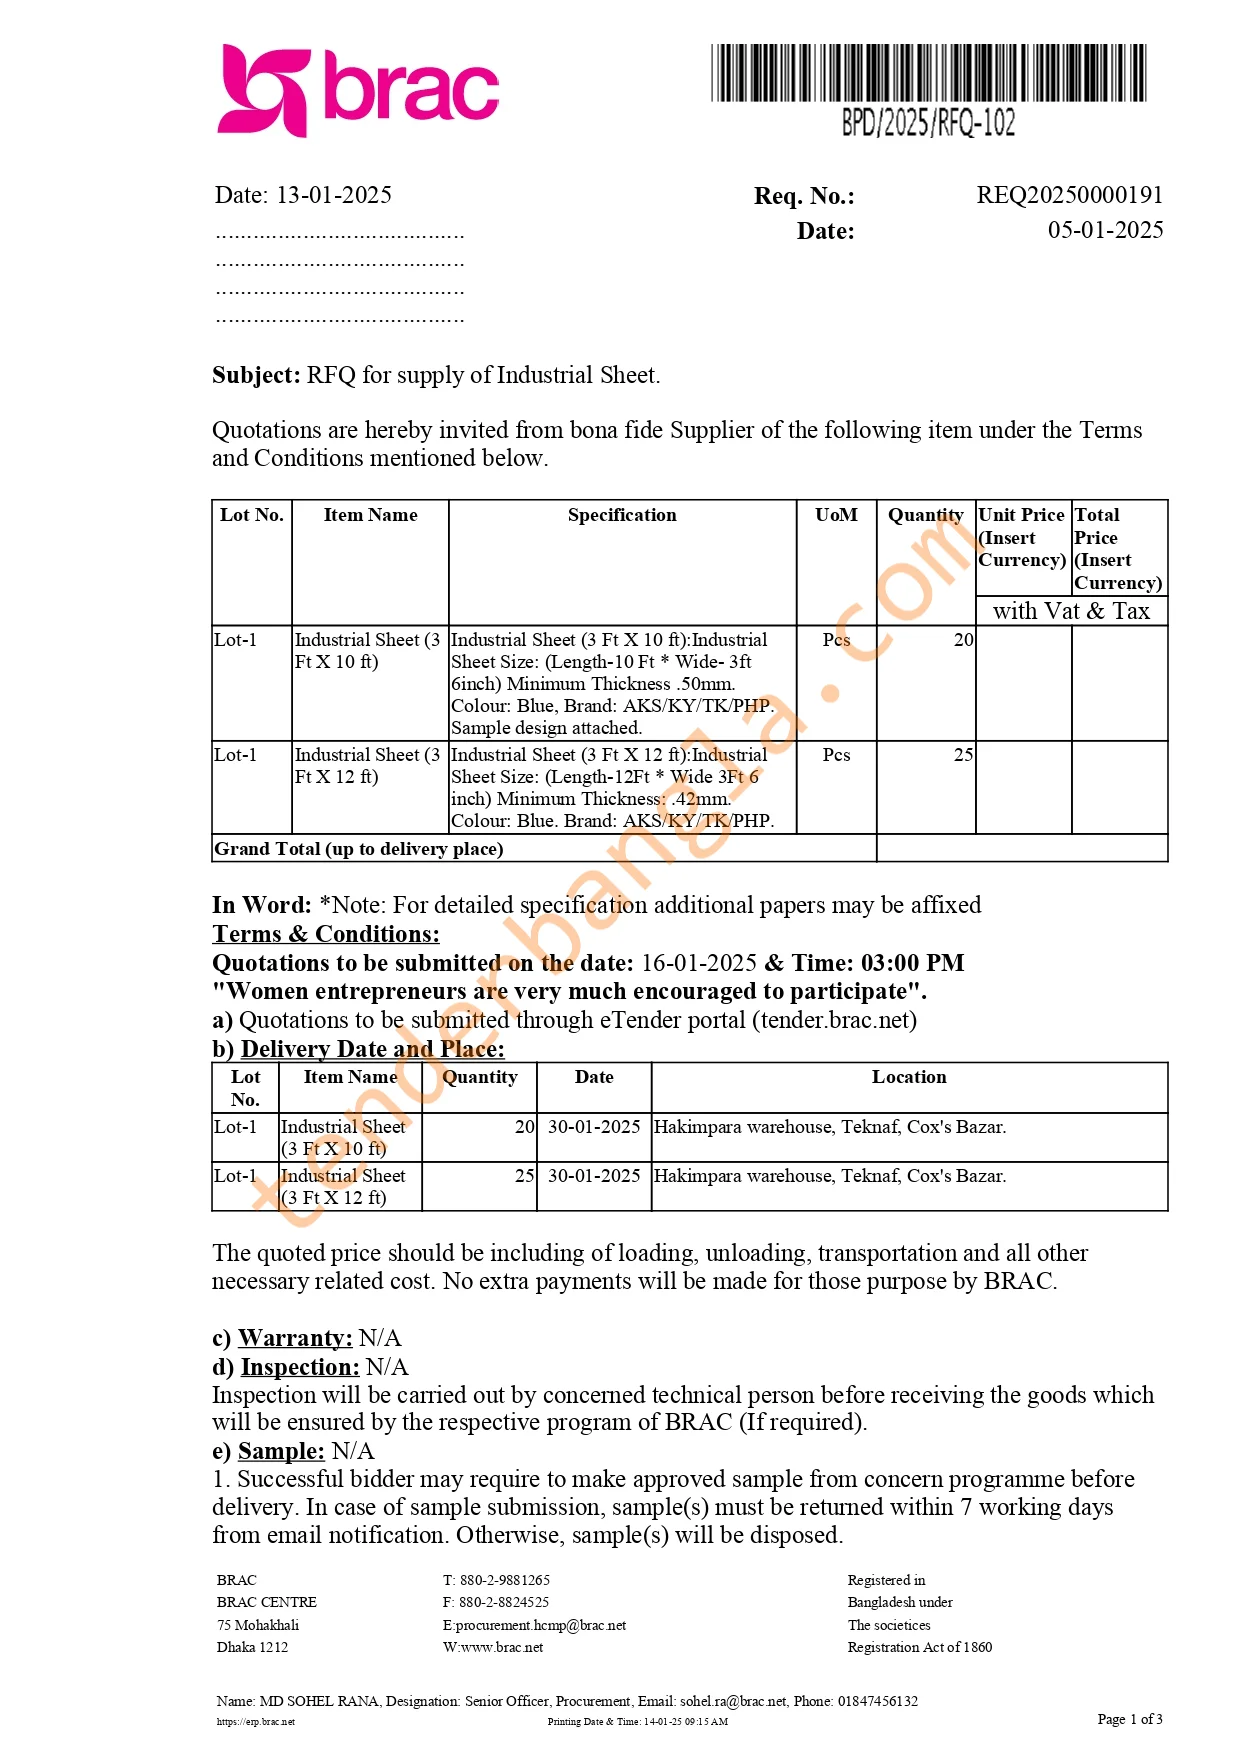 brac
BPD/2025/RFQ-102
Date: 13-01-2025
Req. No.: REQ20250000191
Date: 05-01-2025
........................................
........................................
........................................
........................................
Subject: RFQ for supply of Industrial Sheet.
Quotations are hereby invited from bona fide Supplier of the following item under the Terms
and Conditions mentioned below.
Lot No. Item Name Specification UoM Quantity Unit Price Total
(Insert Price
Currency) (Insert
Currency)
with Vat & Tax
Lot-1 Industrial Sheet (3 Industrial Sheet (3 Ft X 10 ft):Industrial Pcs 20
Ft X 10 ft) Sheet Size: (Length-10 Ft * Wide- 3ft
6inch) Minimum Thickness .50mm.
Colour: Blue, Brand: AKS/KY/TK/PHP.
Sample design attached.
Lot-1 Industrial Sheet (3 Industrial Sheet (3 Ft X 12 ft):Industrial Pcs 25
Ft X 12 ft) Sheet Size: (Length-12Ft * Wide 3Ft 6
inch) Minimum Thickness: .42mm.
Colour: Blue. Brand: AKS/KY/TK/PHP.
Grand Total (up to delivery place)
In Word: *Note: For detailed specification additional papers may be affixed
Terms & Conditions:
Quotations to be submitted on the date: 16-01-2025 & Time: 03:00 PM
"Women entrepreneurs are very much encouraged to participate".
a) Quotations to be submitted through eTender portal (tender.brac.net)
b) Delivery Date and Place:
Lot Item Name Quantity Date Location
No.
Lot-1 Industrial Sheet 20 30-01-2025 Hakimpara warehouse, Teknaf, Cox's Bazar.
(3 Ft X 10 ft)
Lot-1 Industrial Sheet 25 30-01-2025 Hakimpara warehouse, Teknaf, Cox's Bazar.
(3 Ft X 12 ft)
The quoted price should be including of loading, unloading, transportation and all other
necessary related cost. No extra payments will be made for those purpose by BRAC.
c) Warranty: N/A
d) Inspection: N/A
Inspection will be carried out by concerned technical person before receiving the goods which
will be ensured by the respective program of BRAC (If required).
e) Sample: N/A
1. Successful bidder may require to make approved sample from concern programme before
delivery. In case of sample submission, sample(s) must be returned within 7 working days
from email notification. Otherwise, sample(s) will be disposed.
BRAC T: 880-2-9881265 Registered in
BRAC CENTRE F: 880-2-8824525 Bangladesh under
75 Mohakhali E:procurement.hcmp@brac.net The societices
Dhaka 1212 W:www.brac.net Registration Act of 1860
Name: MD SOHEL RANA, Designation: Senior Officer, Procurement, Email: sohel.ra@brac.net, Phone: 01847456132
https://erp.brac.net Printing Date & Time: 14-01-25 09:15 AM Page 1 of 3
tenderbangla.com